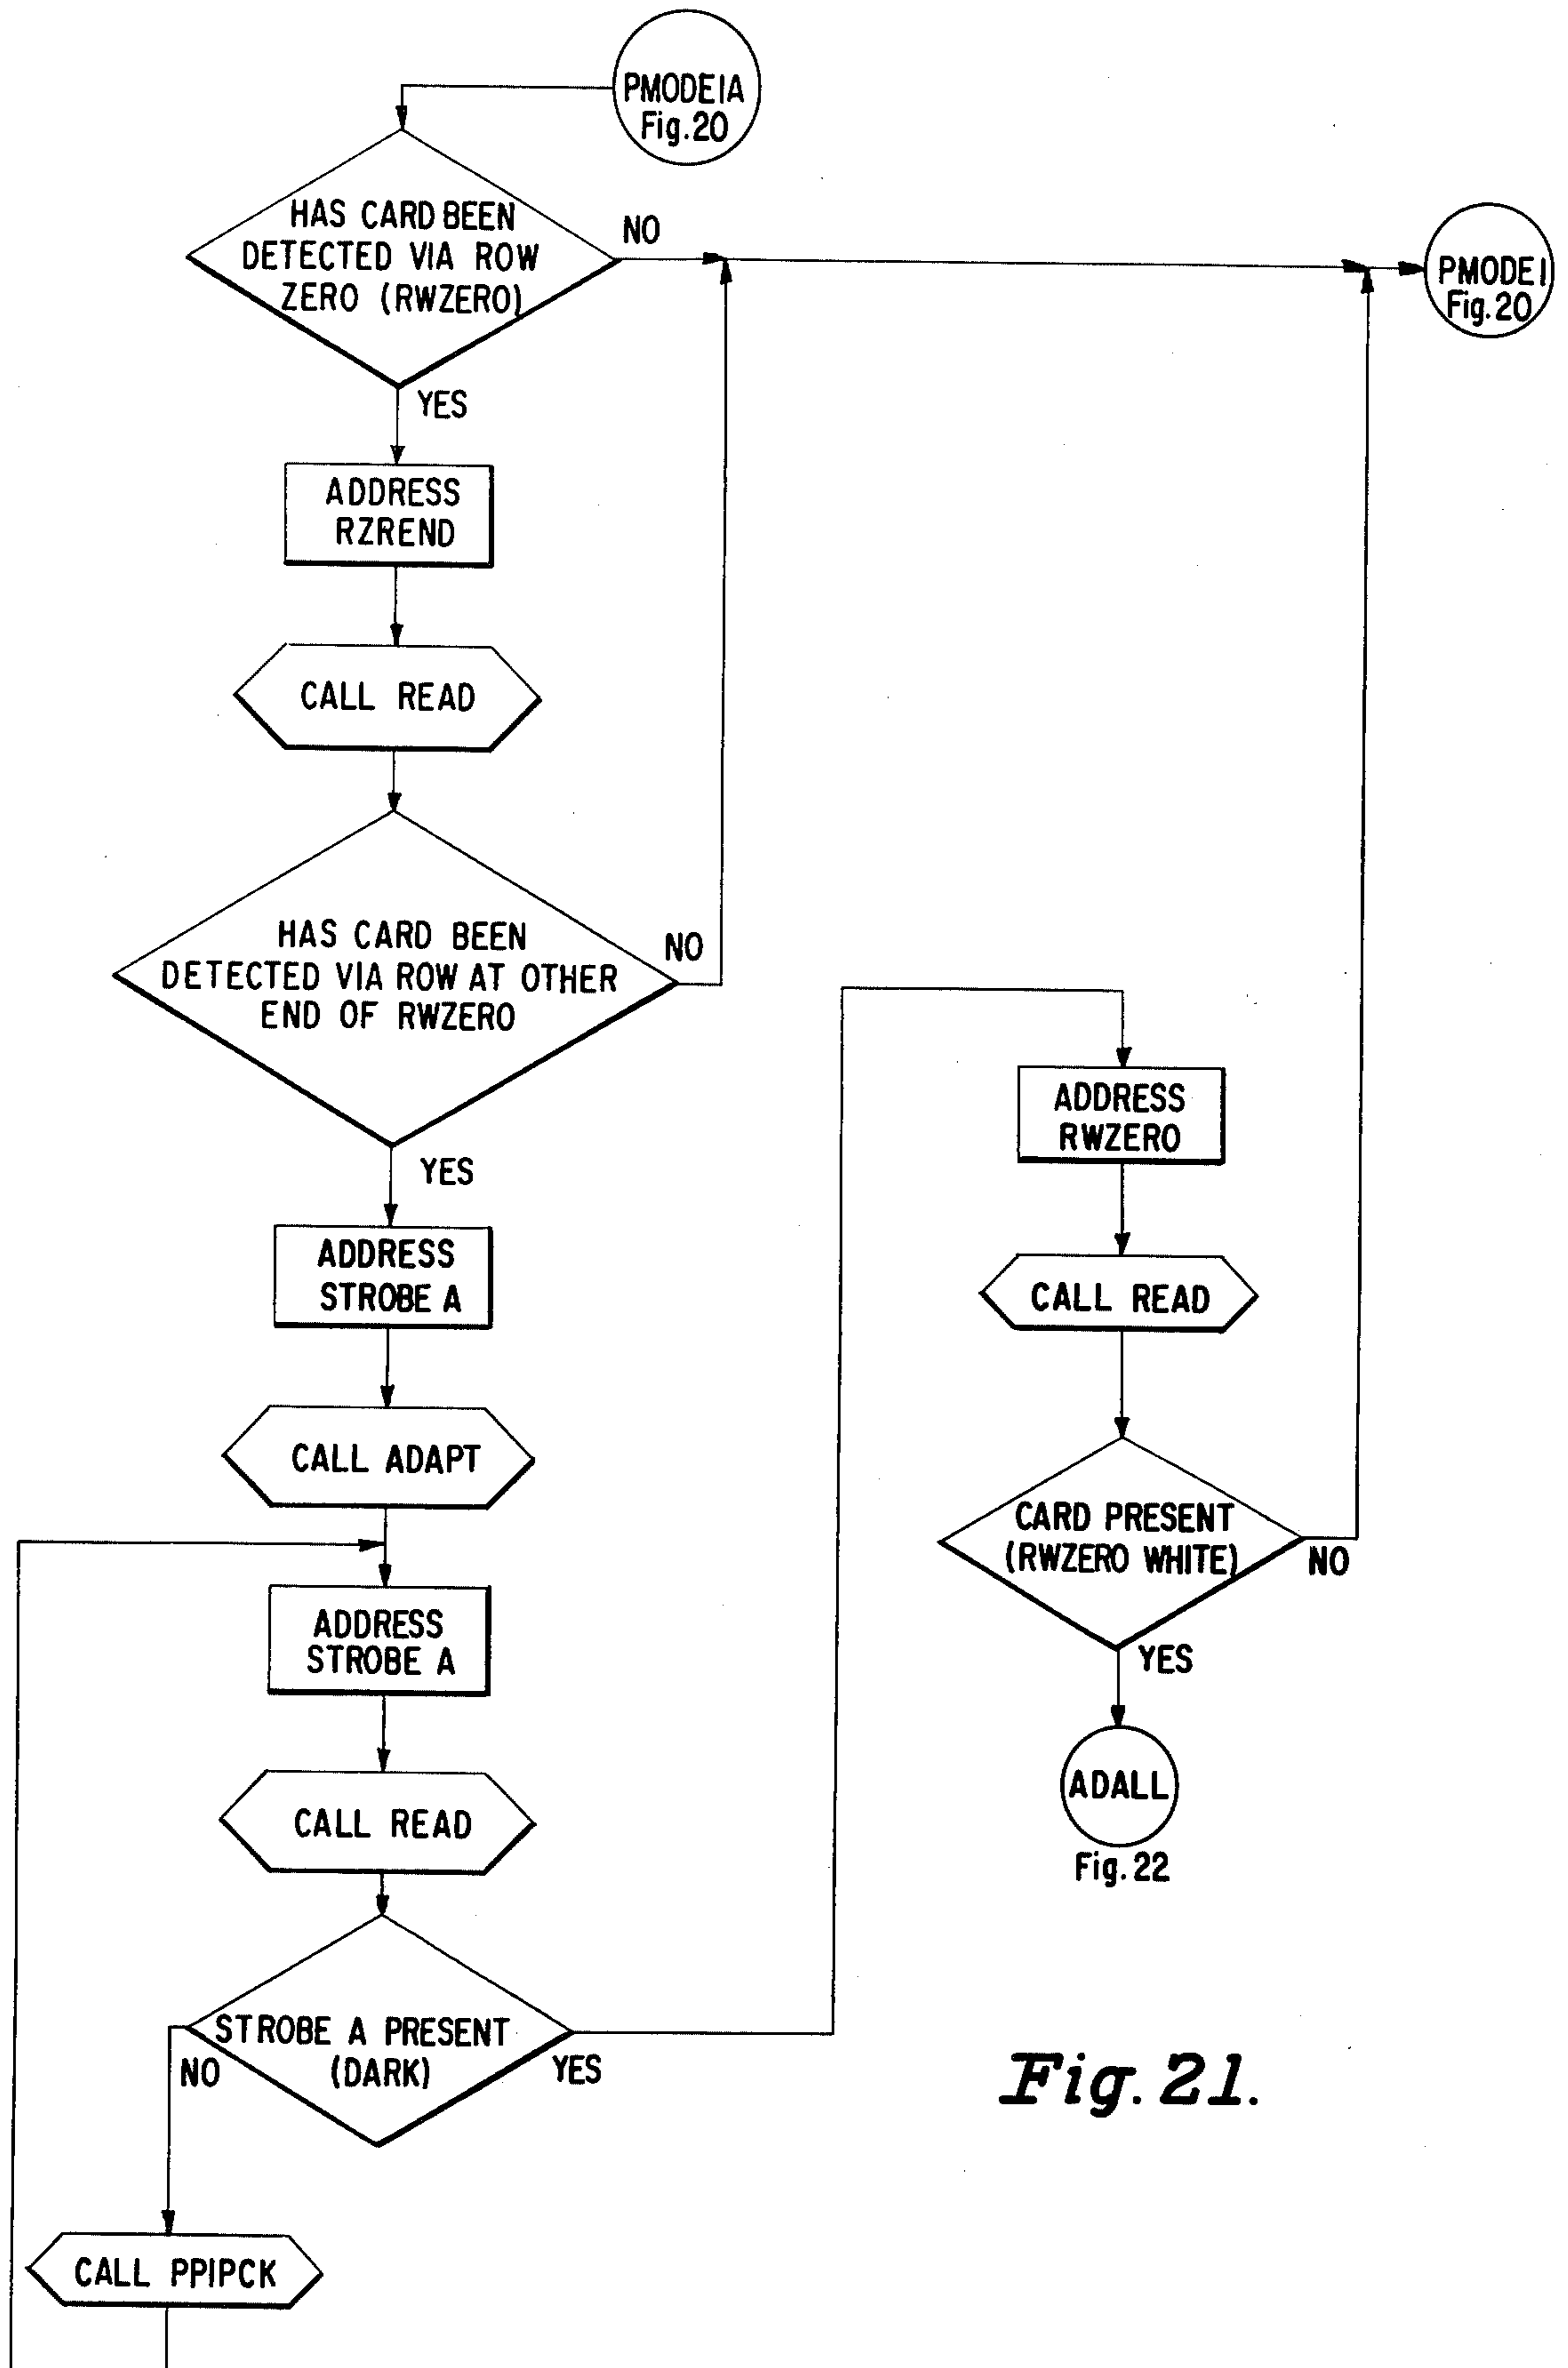 PMODE1A
Fig. 20
HAS CARD BEEN
DETECTED VIA ROW
ZERO (RWZERO)
NO
PMODE1
Fig. 20
YES
ADDRESS
RZREND
CALL READ
HAS CARD BEEN
DETECTED VIA ROW AT OTHER
END OF RWZERO
NO
YES
ADDRESS
STROBE A
CALL ADAPT
ADDRESS
STROBE A
CALL READ
STROBE A PRESENT
(DARK)
NO
YES
CALL PPIPCK
ADDRESS
RWZERO
CALL READ
CARD PRESENT
(RWZERO WHITE)
NO
YES
ADALL
Fig. 22
Fig. 21.